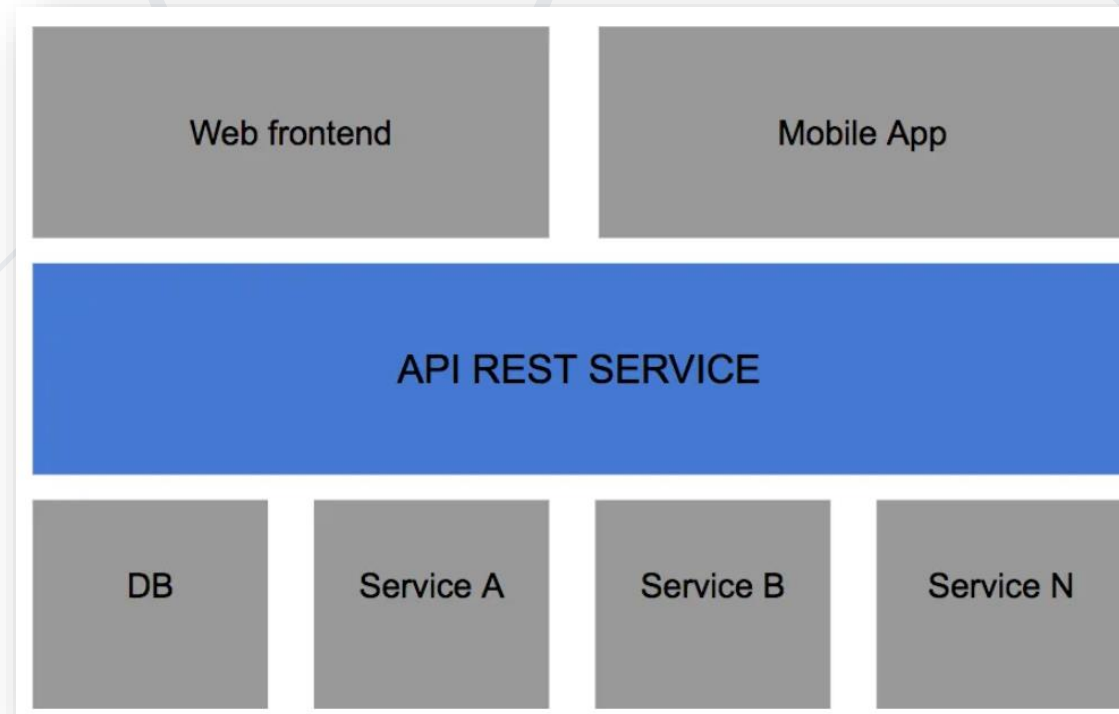 Web frontend
Mobile App
API REST SERVICE
DB
Service A
Service B
Service N